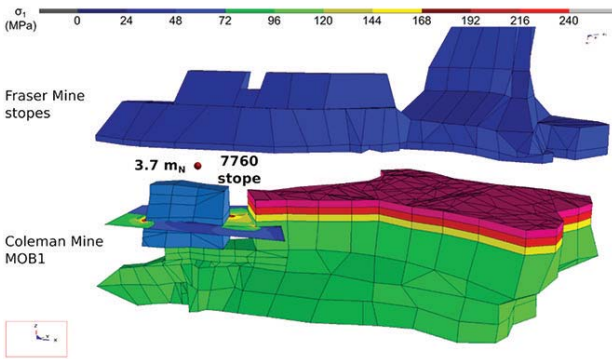 σ₁
(MPa)
0 24 48 72 96 120 144 168 192 216 240
Fraser Mine
stopes
3.7 mN
7760
stope
Coleman Mine
MOB1
z
Y X